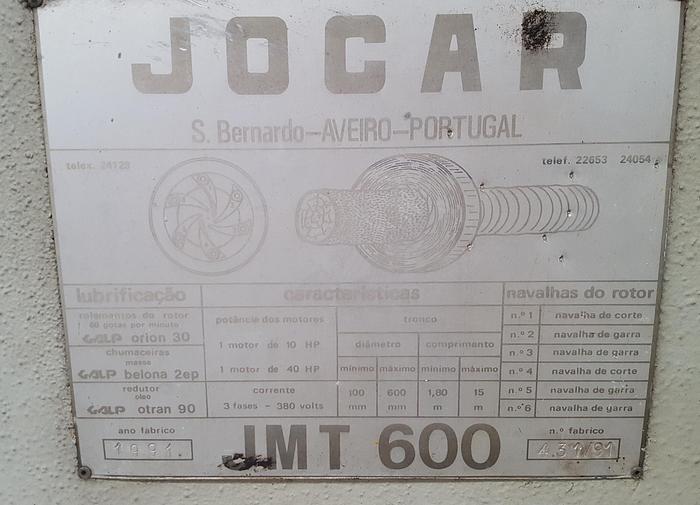 JOCAR
S. Bernardo-AVEIRO-PORTUGAL
telex. 24128
telef. 22653 24054
lubrificação
rolamentos do rotor
60 gotas por minuto
GALP orion 30
chumaceiras
massa
GALP belona 2ep
redutor
oleo
GALP otran 90
características
potência dos motores
1 motor de 10 HP
1 motor de 40 HP
corrente
3 fases - 380 volts
tronco
diâmetro
comprimento
mínimo
máximo
mínimo
máximo
100 mm
600 mm
1,80 m
15 m
navalhas do rotor
n.º 1 navalha de corte
n.º 2 navalha de garra
n.º 3 navalha de garra
n.º 4 navalha de corte
n.º 5 navalha de garra
n.º 6 navalha de garra
ano fabrico
1991.
JMT 600
n.º fabrico
431/91